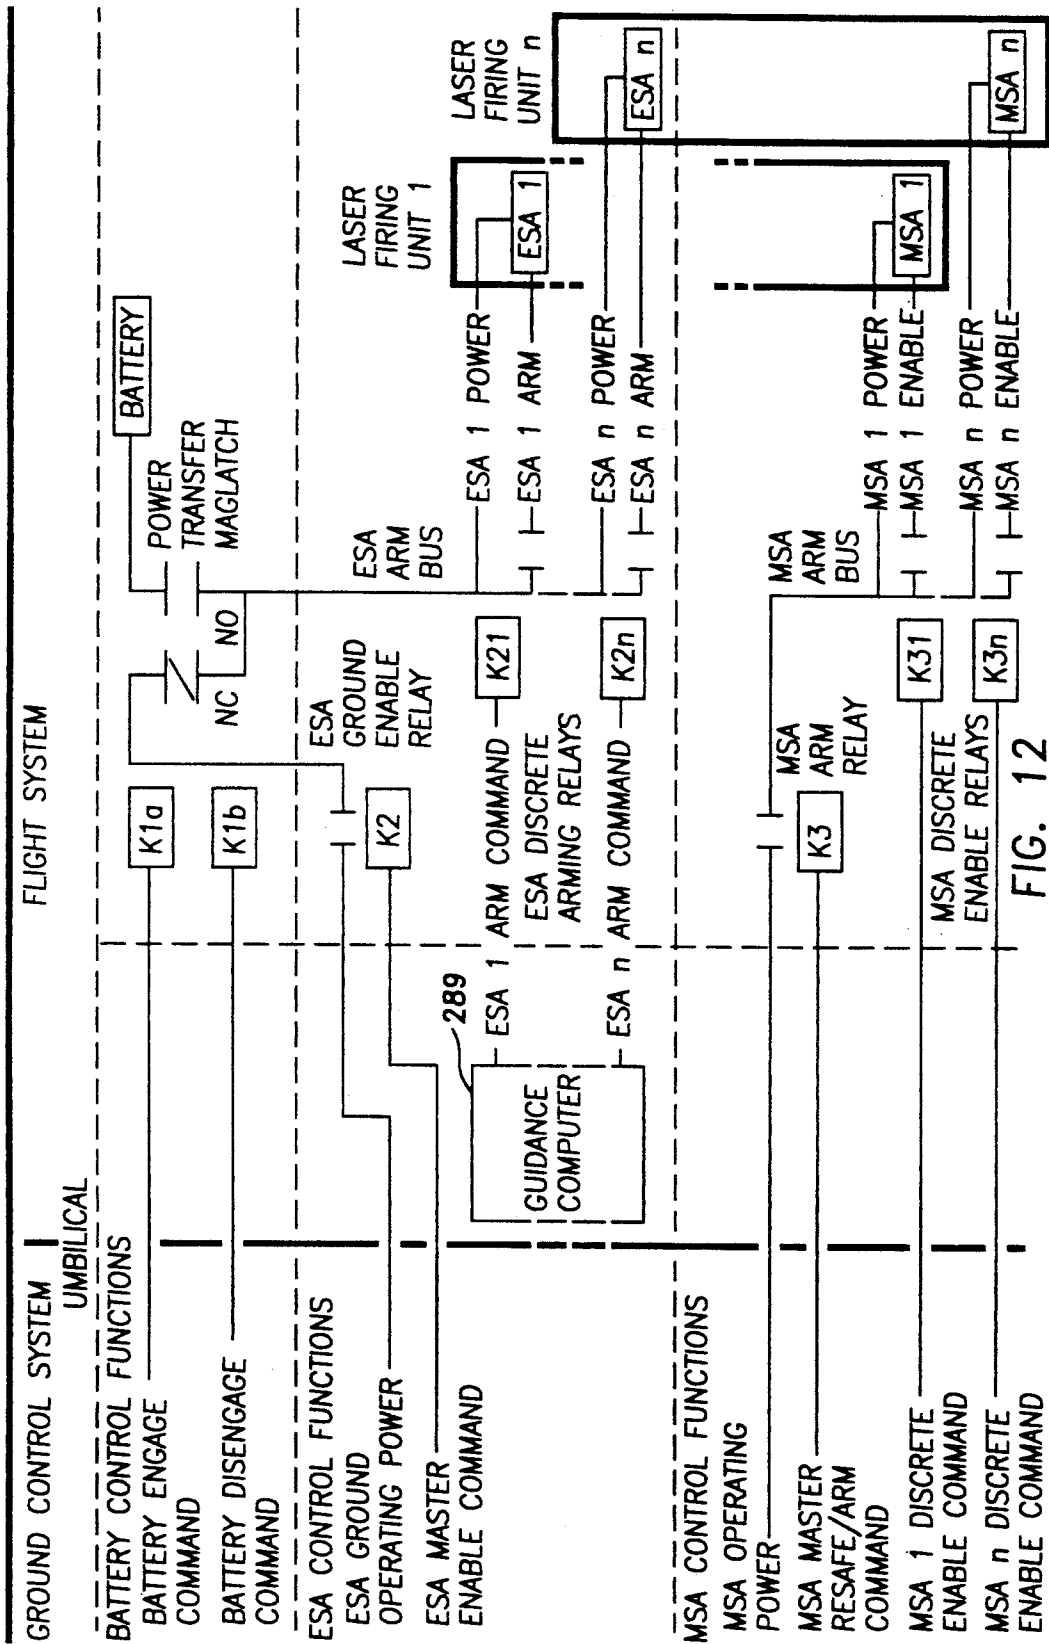 GROUND CONTROL SYSTEM
FLIGHT SYSTEM
UMBILICAL
BATTERY CONTROL FUNCTIONS
BATTERY ENGAGE
COMMAND
K1a
BATTERY DISENGAGE
COMMAND
K1b
NC
NO
POWER
TRANSFER
MAGLATCH
BATTERY
ESA CONTROL FUNCTIONS
ESA GROUND
OPERATING POWER
ESA MASTER
ENABLE COMMAND
K2
ESA
GROUND
ENABLE
RELAY
289
GUIDANCE
COMPUTER
ESA 1 ARM COMMAND
K21
ESA DISCRETE
ARMING RELAYS
ESA n ARM COMMAND
K2n
ESA
ARM
BUS
ESA 1 POWER
ESA 1 ARM
ESA n POWER
ESA n ARM
LASER
FIRING
UNIT 1
ESA 1
LASER
FIRING
UNIT n
ESA n
MSA CONTROL FUNCTIONS
MSA OPERATING
POWER
MSA MASTER
RESAFE/ARM
COMMAND
K3
MSA
ARM
RELAY
MSA 1 DISCRETE
ENABLE COMMAND
MSA n DISCRETE
ENABLE COMMAND
MSA DISCRETE
ENABLE RELAYS
K31
K3n
MSA
ARM
BUS
MSA 1 POWER
MSA 1 ENABLE
MSA n POWER
MSA n ENABLE
MSA 1
MSA n
FIG. 12